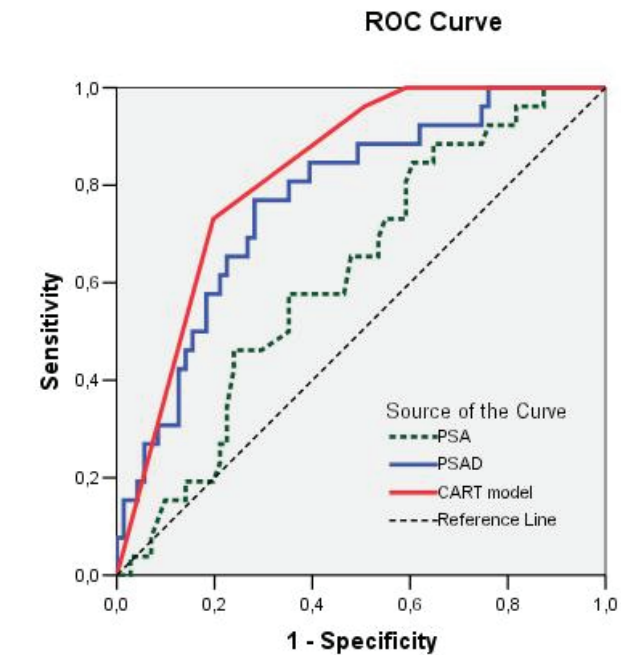 ROC Curve
1,0
0,8
0,6
0,4
0,2
0,0
Sensitivity
Source of the Curve
PSA
PSAD
CART model
Reference Line
0,0 0,2 0,4 0,6 0,8 1,0
1 - Specificity